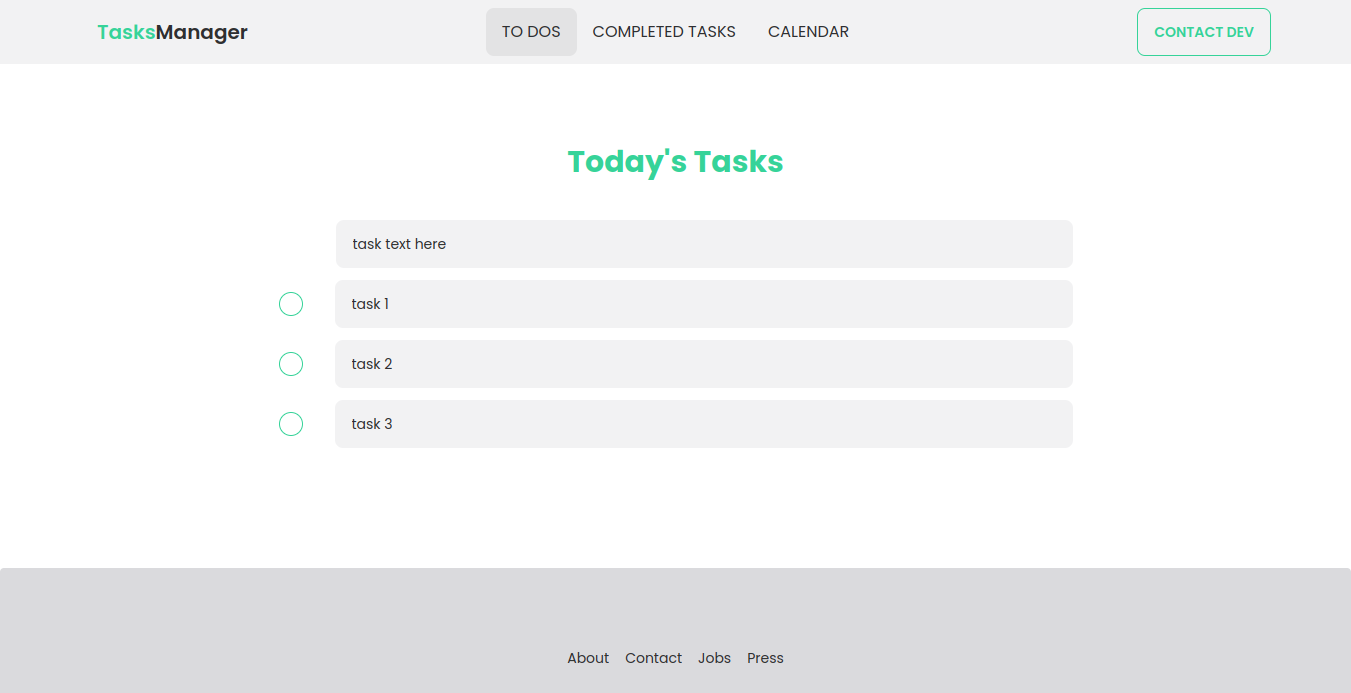 TasksManager
TO DOS
COMPLETED TASKS
CALENDAR
CONTACT DEV
Today's Tasks
task text here
task 1
task 2
task 3
About
Contact
Jobs
Press